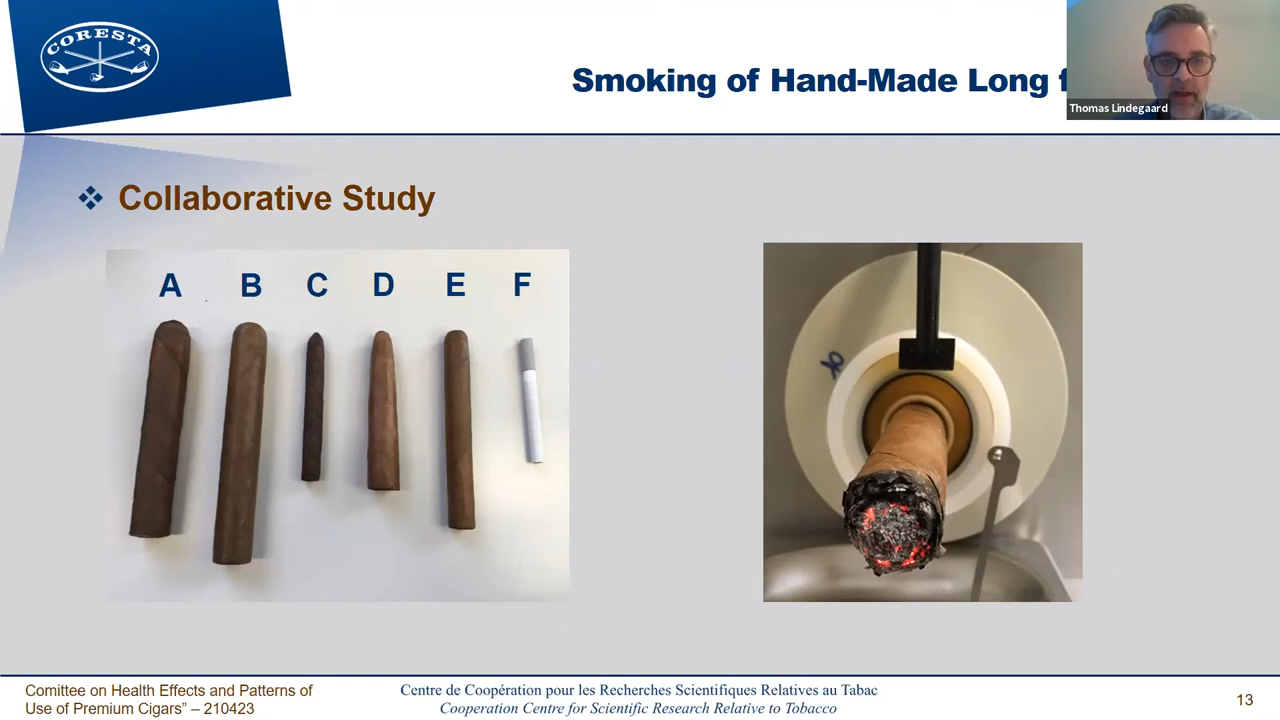 CORESTA
Smoking of Hand-Made Long
Thomas Lindegaard
❖ Collaborative Study
A B C D E F
Comittee on Health Effects and Patterns of
Use of Premium Cigars” – 210423
Centre de Coopération pour les Recherches Scientifiques Relatives au Tabac
Cooperation Centre for Scientific Research Relative to Tobacco
13